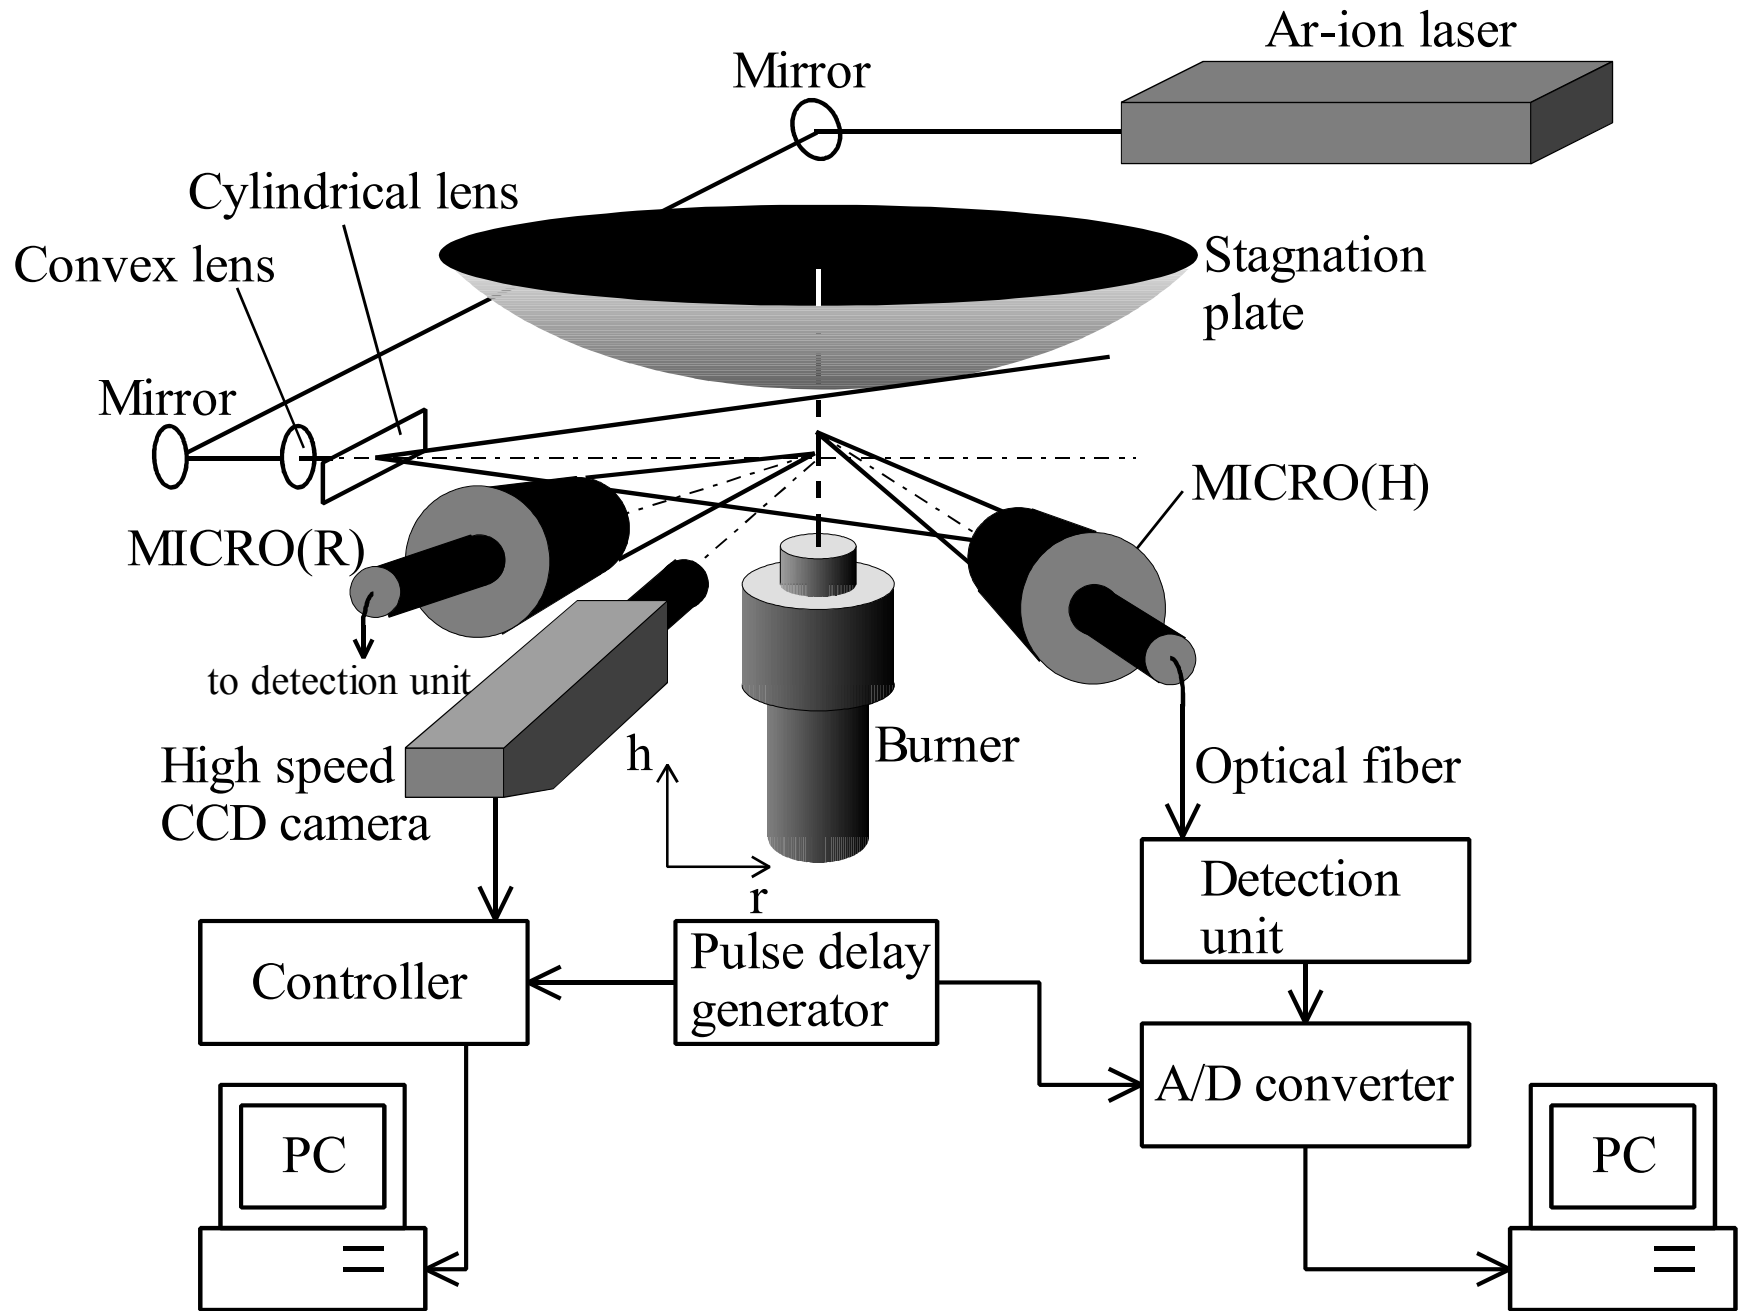 Ar-ion laser
Mirror
Cylindrical lens
Convex lens
Stagnation
plate
Mirror
MICRO(H)
MICRO(R)
to detection unit
High speed
CCD camera
h
r
Burner
Optical fiber
Detection
unit
Controller
Pulse delay
generator
A/D converter
PC
PC